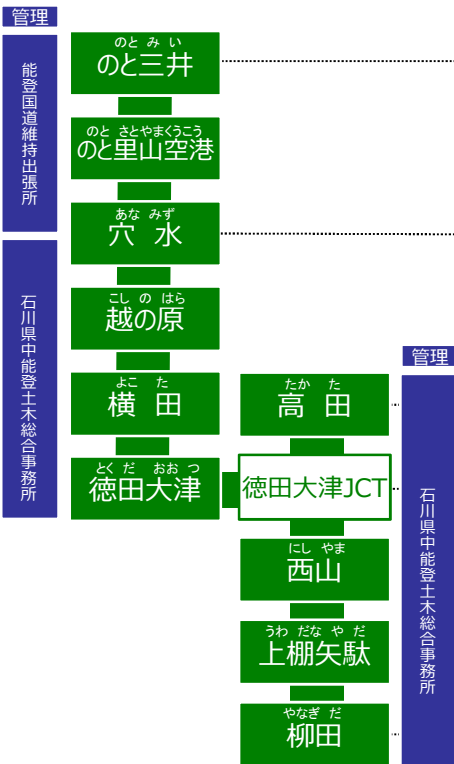 管理
能登国道維持出張所
のと みい
のと三井
のと さとやまくうこう
のと里山空港
あな みず
穴 水
石川県中能登土木総合事務所
こし の はら
越の原
よこ た
横 田
とく だ おお つ
徳田大津
管理
石川県中能登土木総合事務所
たか た
高 田
徳田大津JCT
にし やま
西山
うわ だな や だ
上棚矢駄
やなぎ だ
柳田